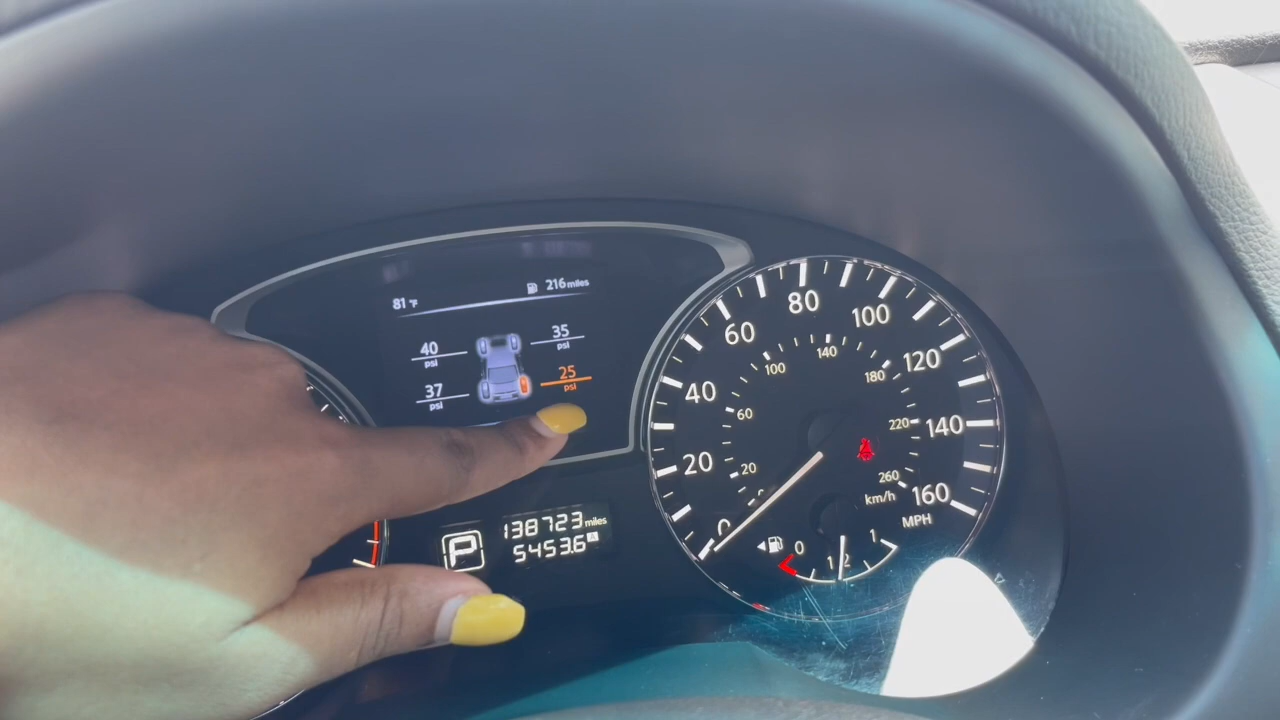 81 °F
216 miles
40 psi
35 psi
37 psi
25 psi
P
138723 miles
5453.6 A
0
20
40
60
80
100
120
140
160
MPH
20
60
100
140
180
220
260
km/h
0
1/2
1